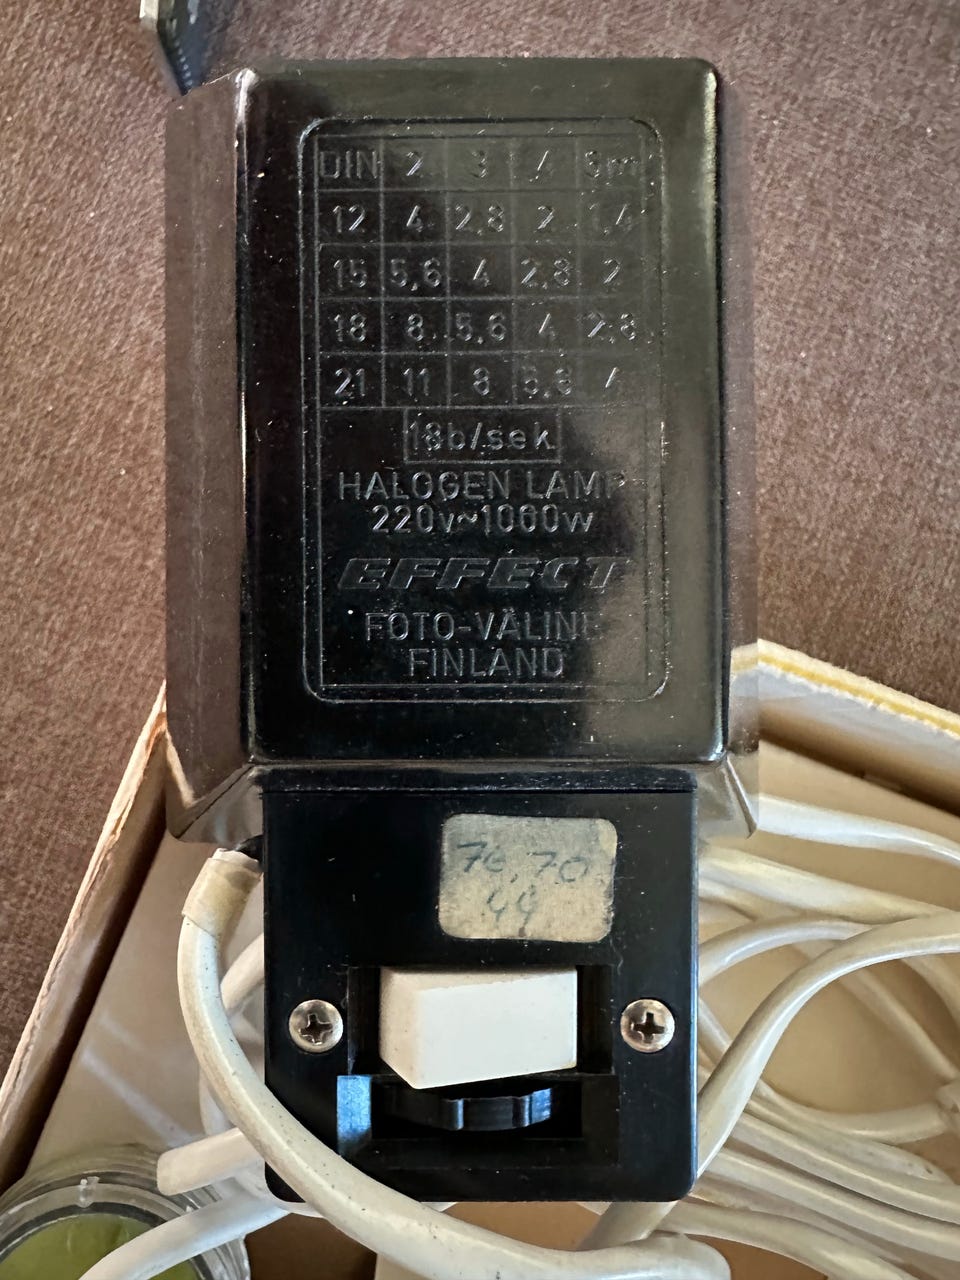 DIN 2 3 4 6m
12 4 2,8 2 1,4
15 5,6 4 2,8 2
18 8 5,6 4 2,8
21 11 8 5,6 4
18b/sek
HALOGEN LAMP
220v~1000w
EFFECT
FOTO-VÄLINE
FINLAND
76,70